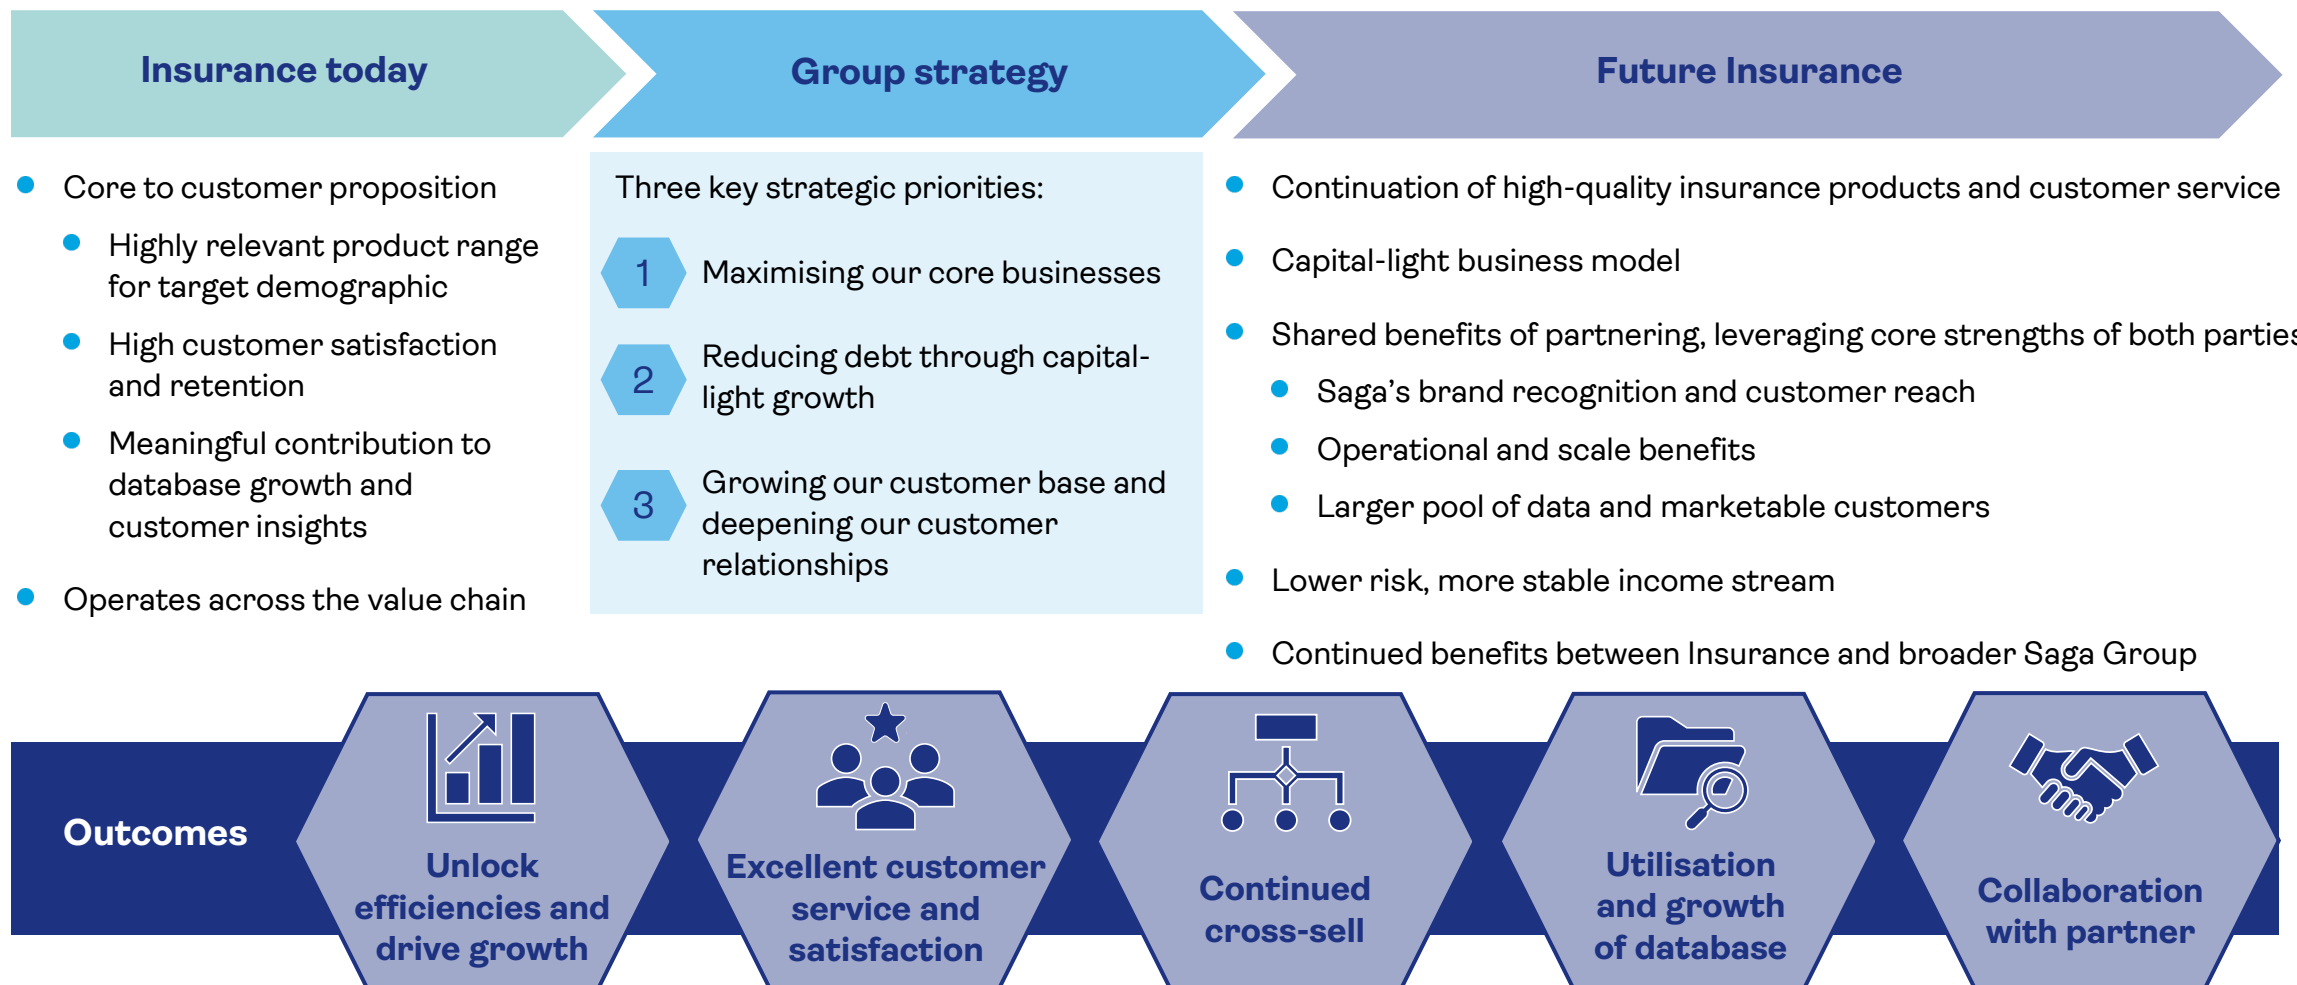 Insurance today
Group strategy
Future Insurance
Core to customer proposition
Highly relevant product range
for target demographic
High customer satisfaction
and retention
Meaningful contribution to
database growth and
customer insights
Operates across the value chain
Three key strategic priorities:
1
Maximising our core businesses
2
Reducing debt through capital-
light growth
3
Growing our customer base and
deepening our customer
relationships
Continuation of high-quality insurance products and customer service
Capital-light business model
Shared benefits of partnering, leveraging core strengths of both parties
Saga’s brand recognition and customer reach
Operational and scale benefits
Larger pool of data and marketable customers
Lower risk, more stable income stream
Continued benefits between Insurance and broader Saga Group
Outcomes
Unlock
efficiencies and
drive growth
Excellent customer
service and
satisfaction
Continued
cross-sell
Utilisation
and growth
of database
Collaboration
with partner